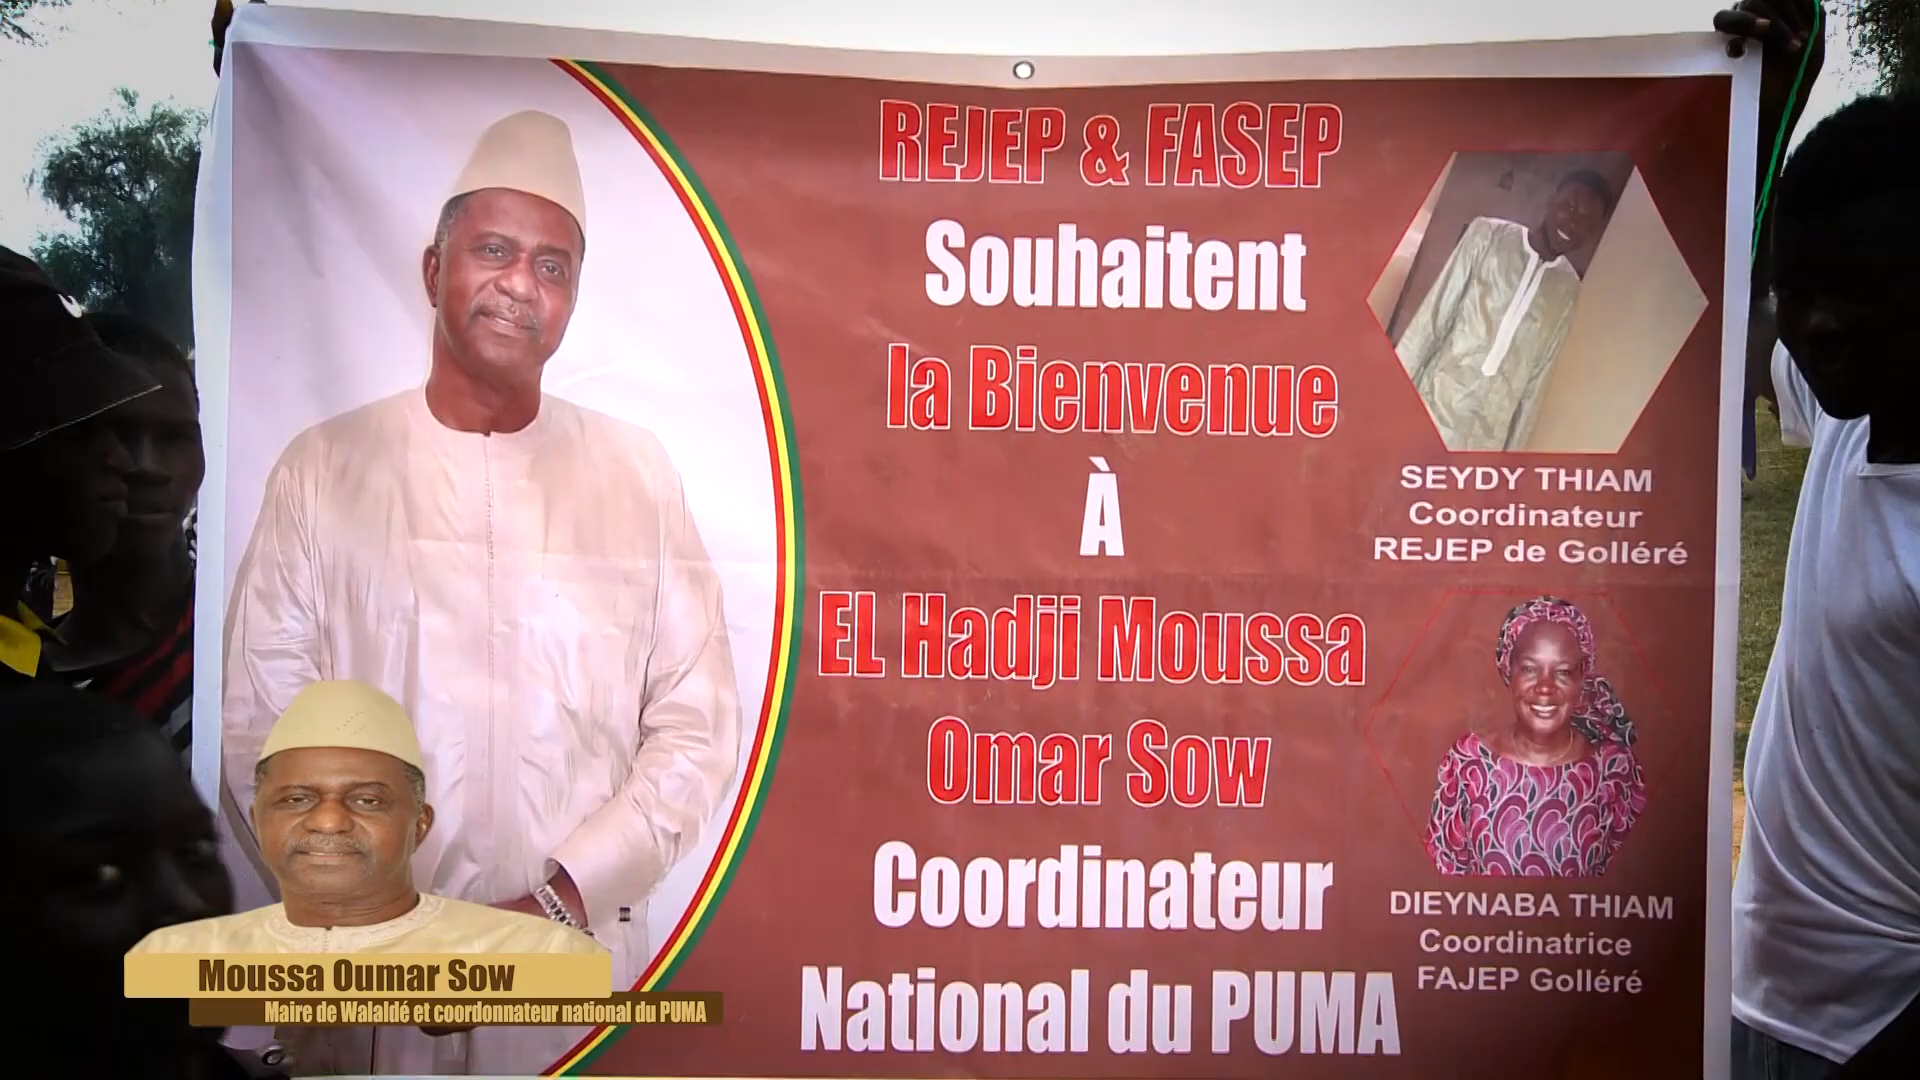 REJEP & FASEP
Souhaitent
la Bienvenue
À
EL Hadji Moussa
Omar Sow
Coordinateur
National du PUMA
SEYDY THIAM
Coordinateur
REJEP de Golléré
DIEYNABA THIAM
Coordinatrice
FAJEP Golléré
Moussa Oumar Sow
Maire de Walaldé et coordonnateur national du PUMA